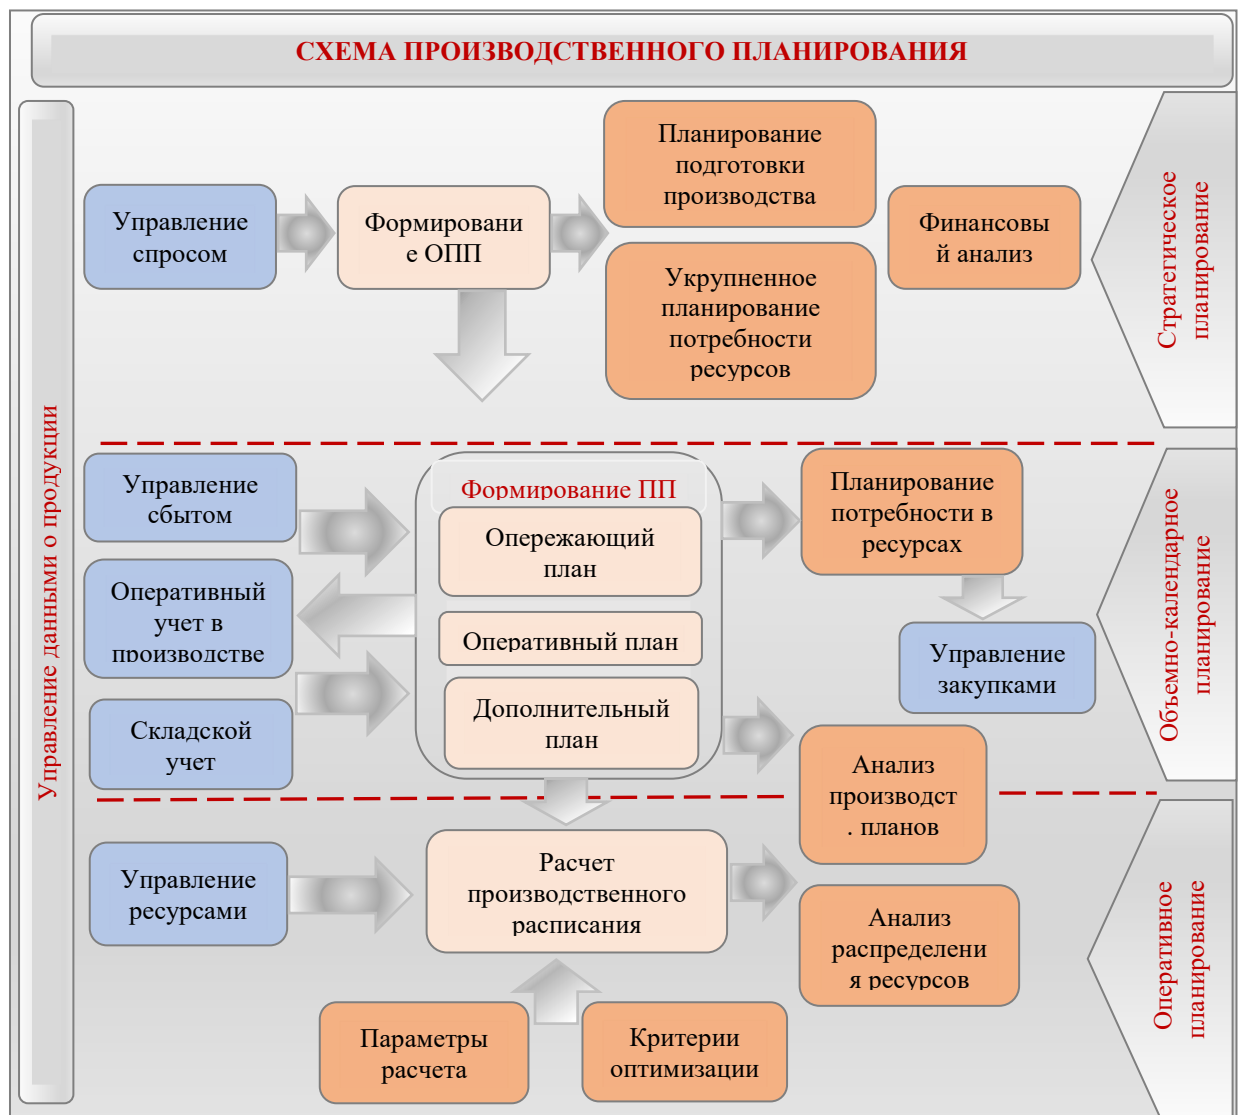 СХЕМА ПРОИЗВОДСТВЕННОГО ПЛАНИРОВАНИЯ
Управление данными о продукции
Управление
спросом
Формировани
е ОПП
Планирование
подготовки
производства
Укрупненное
планирование
потребности
ресурсов
Финансовы
й анализ
Стратегическое
планирование
Управление
сбытом
Оперативный
учет в
производстве
Складской
учет
Формирование ПП
Опережающий
план
Оперативный план
Дополнительный
план
Планирование
потребности в
ресурсах
Управление
закупками
Анализ
производст
. планов
Объемно-календарное
планирование
Управление
ресурсами
Расчет
производственного
расписания
Анализ
распределени
я ресурсов
Параметры
расчета
Критерии
оптимизации
Оперативное
планирование